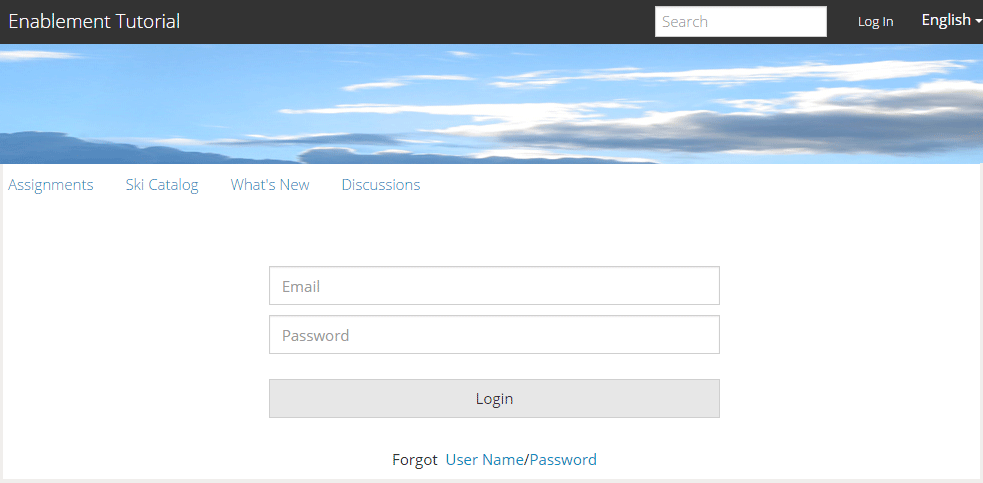 Enablement Tutorial Search Log In English
Assignments Ski Catalog What's New Discussions
Email
Password
Login
Forgot User Name/Password